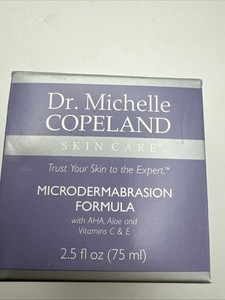 Dr. Michelle
COPELAND
SKIN CARE
Trust Your Skin to the Expert.™
MICRODERMABRASION
FORMULA
with AHA, Aloe and
Vitamins C & E
2.5 fl oz (75 ml)